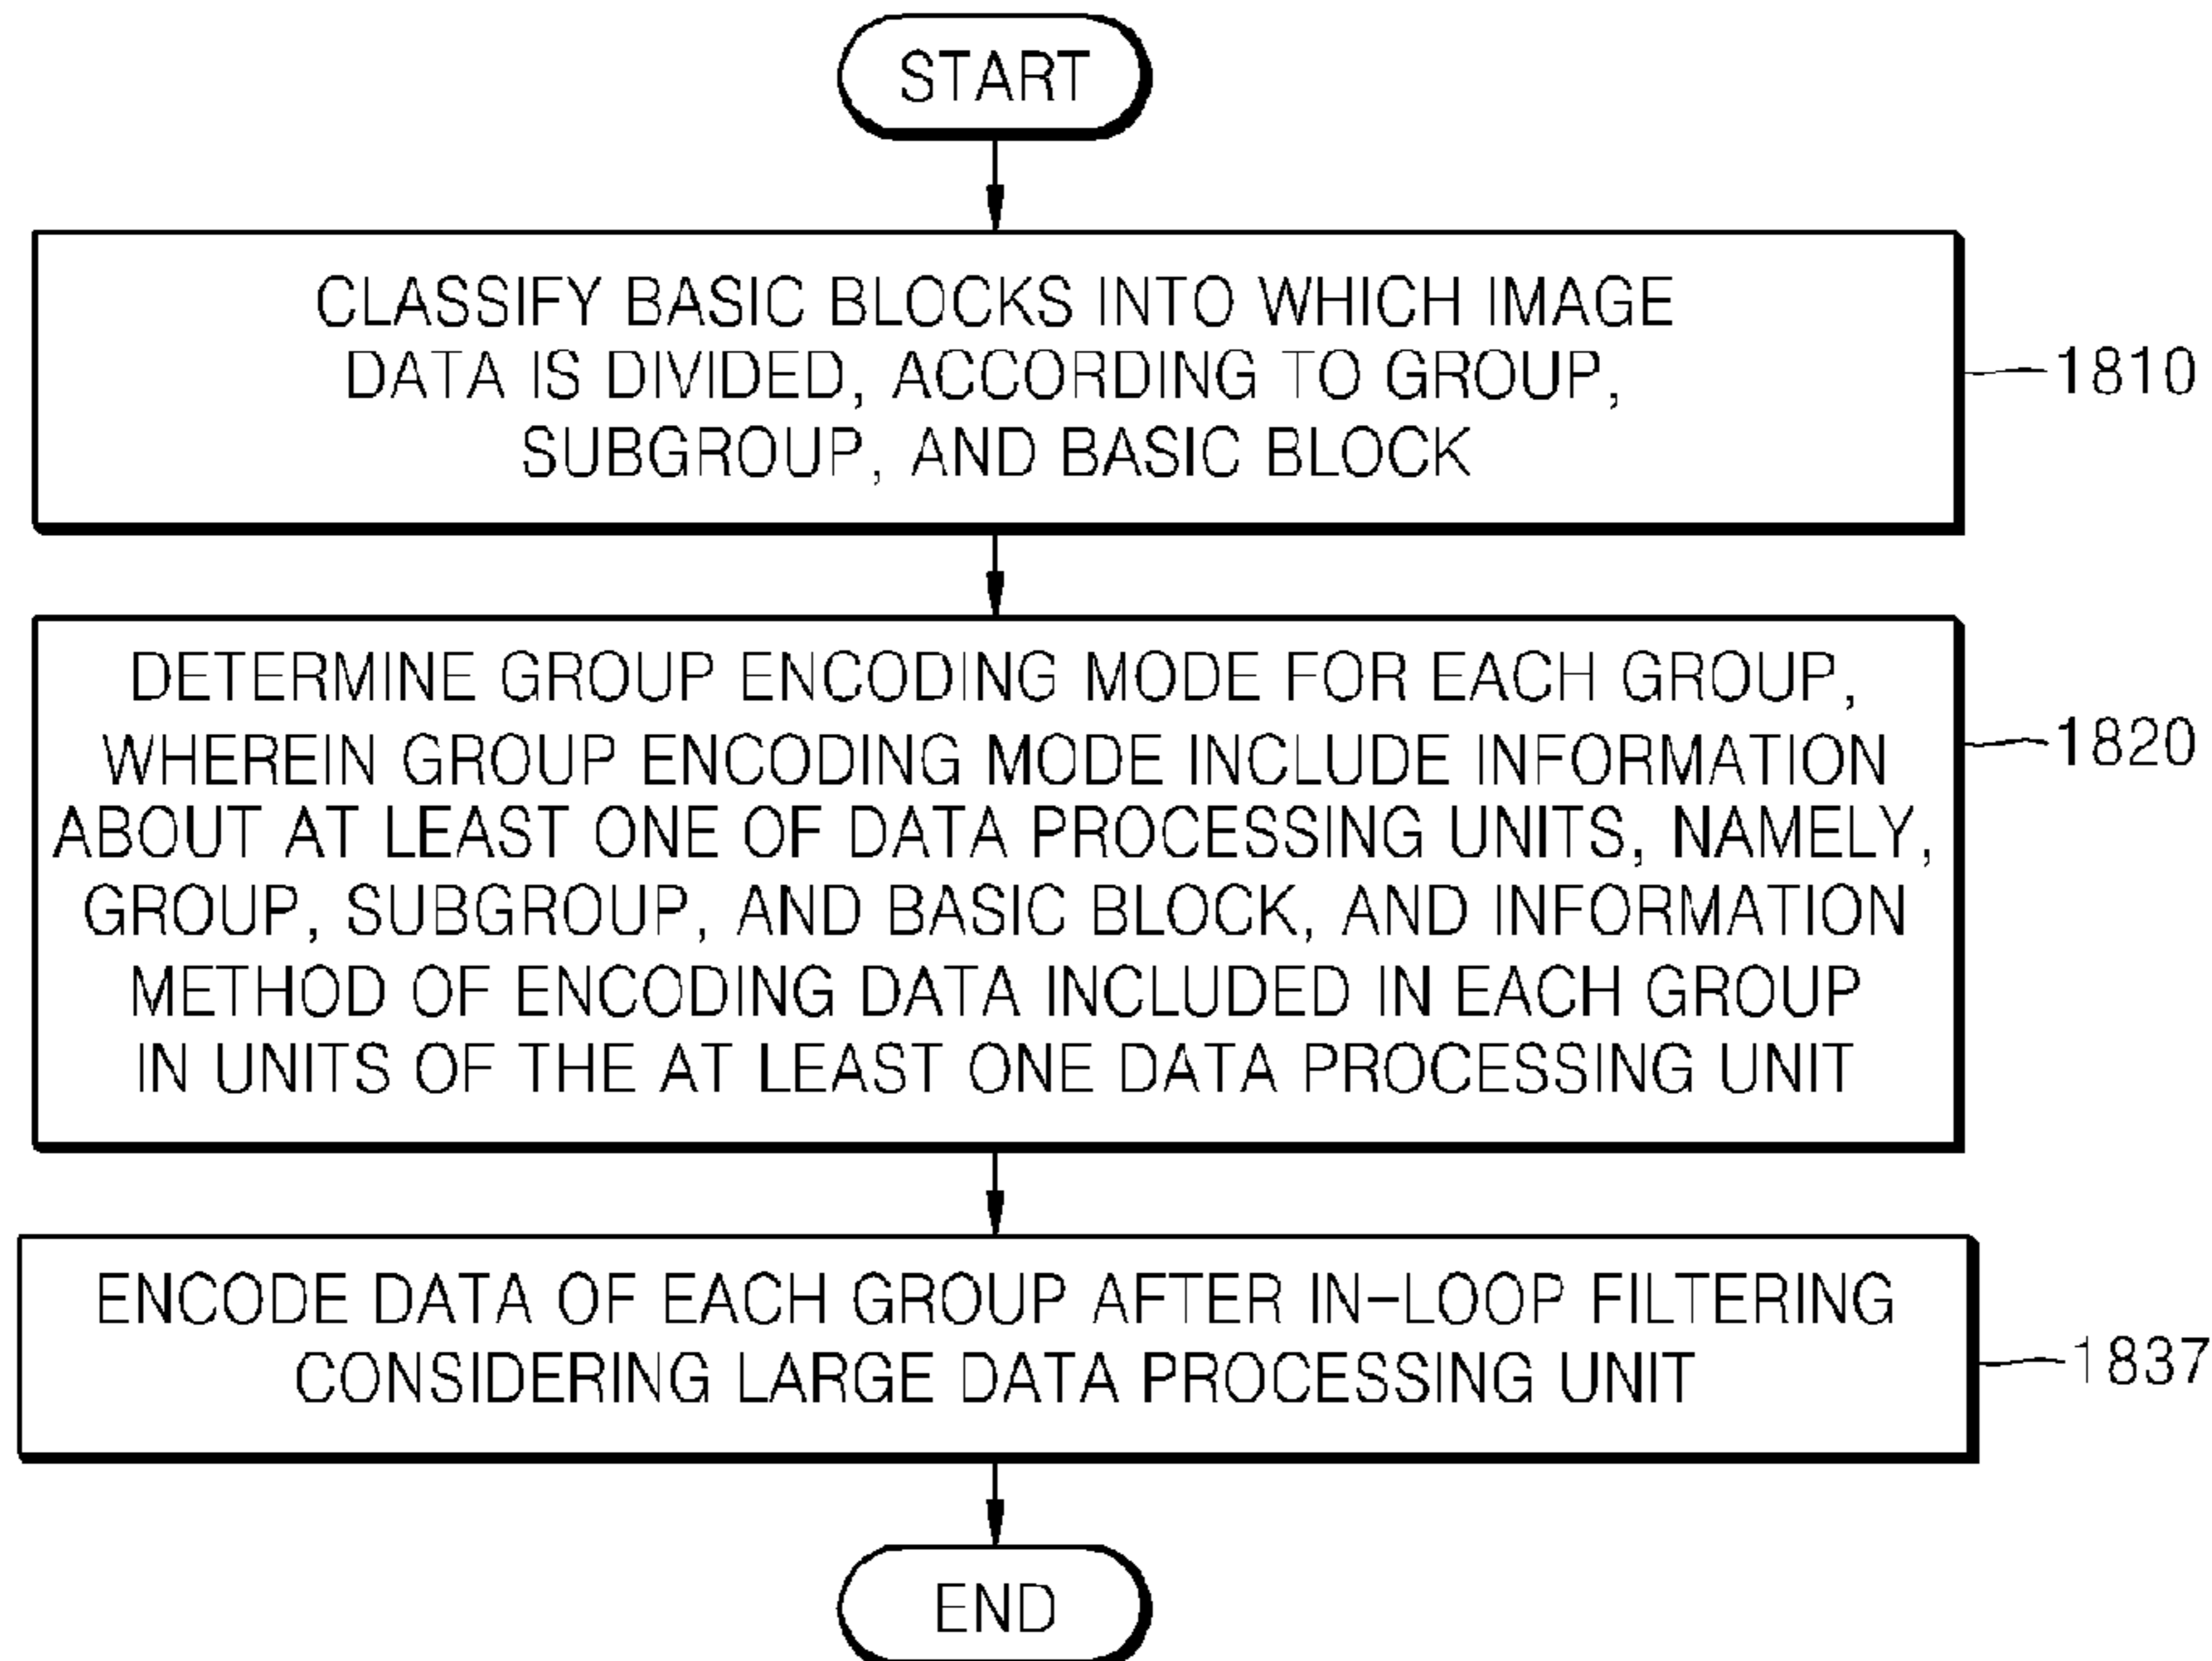 START
CLASSIFY BASIC BLOCKS INTO WHICH IMAGE
DATA IS DIVIDED, ACCORDING TO GROUP,
SUBGROUP, AND BASIC BLOCK
1810
DETERMINE GROUP ENCODING MODE FOR EACH GROUP,
WHEREIN GROUP ENCODING MODE INCLUDE INFORMATION
ABOUT AT LEAST ONE OF DATA PROCESSING UNITS, NAMELY,
GROUP, SUBGROUP, AND BASIC BLOCK, AND INFORMATION
METHOD OF ENCODING DATA INCLUDED IN EACH GROUP
IN UNITS OF THE AT LEAST ONE DATA PROCESSING UNIT
1820
ENCODE DATA OF EACH GROUP AFTER IN-LOOP FILTERING
CONSIDERING LARGE DATA PROCESSING UNIT
1837
END